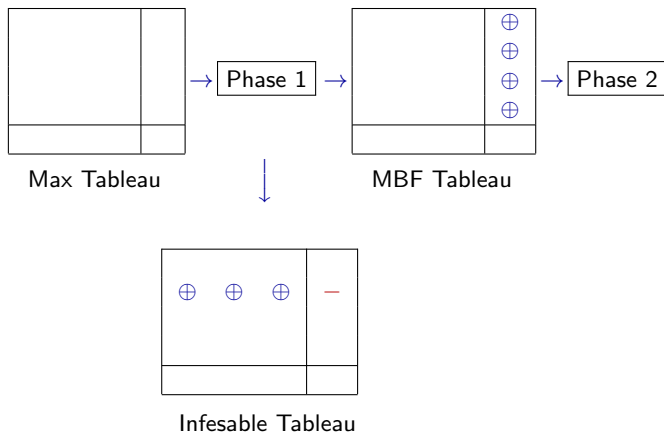 ⊕
⊕
Phase 1
⊕
Phase 2
⊕
Max Tableau
MBF Tableau
⊕ ⊕ ⊕ −
Infesable Tableau